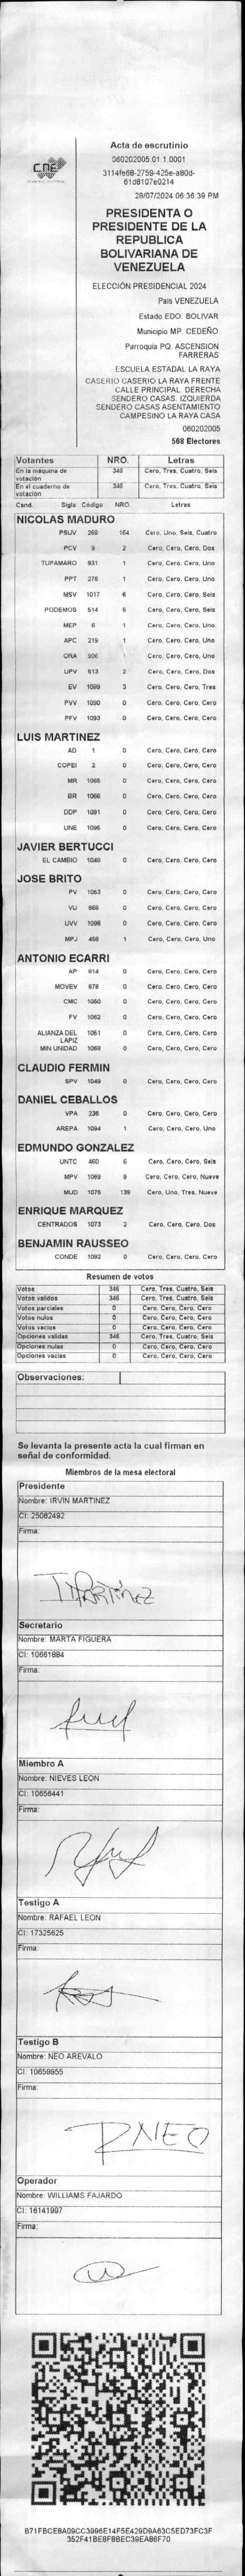 CNE
Acta de escrutinio
060202005.01.1.0001
3114fe68-2759-425e-a80d-
61d8107e0214
28/07/2024 06:36:39 PM
PRESIDENTA O
PRESIDENTE DE LA
REPUBLICA
BOLIVARIANA DE
VENEZUELA
ELECCIÓN PRESIDENCIAL 2024
País VENEZUELA
Estado EDO. BOLIVAR
Municipio MP. CEDEÑO
Parroquia PQ. ASCENSION
FARRERAS
ESCUELA ESTADAL LA RAYA
CASERIO CASERIO LA RAYA FRENTE
CALLE PRINCIPAL. DERECHA
SENDERO CASAS. IZQUIERDA
SENDERO CASAS ASENTAMIENTO
CAMPESINO LA RAYA CASA
060202005
568 Electores
Votantes NRO. Letras
En la máquina de votación 346 Cero, Tres, Cuatro, Seis
En el cuaderno de votación 346 Cero, Tres, Cuatro, Seis
Cand. Sigla Código NRO. Letras
NICOLAS MADURO
PSUV 268 164 Cero, Uno, Seis, Cuatro
PCV 9 2 Cero, Cero, Cero, Dos
TUPAMARO 931 1 Cero, Cero, Cero, Uno
PPT 276 1 Cero, Cero, Cero, Uno
MSV 1017 6 Cero, Cero, Cero, Seis
PODEMOS 514 6 Cero, Cero, Cero, Seis
MEP 6 1 Cero, Cero, Cero, Uno
APC 219 1 Cero, Cero, Cero, Uno
ORA 906 1 Cero, Cero, Cero, Uno
UPV 613 2 Cero, Cero, Cero, Dos
EV 1089 3 Cero, Cero, Cero, Tres
PVV 1090 0 Cero, Cero, Cero, Cero
PFV 1093 0 Cero, Cero, Cero, Cero
LUIS MARTINEZ
AD 1 0 Cero, Cero, Cero, Cero
COPEI 2 0 Cero, Cero, Cero, Cero
MR 1065 0 Cero, Cero, Cero, Cero
BR 1066 0 Cero, Cero, Cero, Cero
DDP 1081 0 Cero, Cero, Cero, Cero
UNE 1095 0 Cero, Cero, Cero, Cero
JAVIER BERTUCCI
EL CAMBIO 1048 0 Cero, Cero, Cero, Cero
JOSE BRITO
PV 1053 0 Cero, Cero, Cero, Cero
VU 868 0 Cero, Cero, Cero, Cero
UVV 1096 0 Cero, Cero, Cero, Cero
MPJ 456 1 Cero, Cero, Cero, Uno
ANTONIO ECARRI
AP 814 0 Cero, Cero, Cero, Cero
MOVEV 878 0 Cero, Cero, Cero, Cero
CMC 1060 0 Cero, Cero, Cero, Cero
FV 1062 0 Cero, Cero, Cero, Cero
ALIANZA DEL LAPIZ 1051 0 Cero, Cero, Cero, Cero
MIN UNIDAD 1068 0 Cero, Cero, Cero, Cero
CLAUDIO FERMIN
SPV 1049 0 Cero, Cero, Cero, Cero
DANIEL CEBALLOS
VPA 236 0 Cero, Cero, Cero, Cero
AREPA 1094 1 Cero, Cero, Cero, Uno
EDMUNDO GONZALEZ
UNTC 460 6 Cero, Cero, Cero, Seis
MPV 1069 9 Cero, Cero, Cero, Nueve
MUD 1075 139 Cero, Uno, Tres, Nueve
ENRIQUE MARQUEZ
CENTRADOS 1073 2 Cero, Cero, Cero, Dos
BENJAMIN RAUSSEO
CONDE 1092 0 Cero, Cero, Cero, Cero
Resumen de votos
Votos 346 Cero, Tres, Cuatro, Seis
Votos validos 346 Cero, Tres, Cuatro, Seis
Votos parciales 0 Cero, Cero, Cero, Cero
Votos nulos 0 Cero, Cero, Cero, Cero
Votos vacios 0 Cero, Cero, Cero, Cero
Opciones validas 346 Cero, Tres, Cuatro, Seis
Opciones nulas 0 Cero, Cero, Cero, Cero
Opciones vacias 0 Cero, Cero, Cero, Cero
Observaciones:
Se levanta la presente acta la cual firman en
señal de conformidad.
Miembros de la mesa electoral
Presidente
Nombre: IRVIN MARTINEZ
CI: 25082492
Firma:
Secretario
Nombre: MARTA FIGUERA
CI: 10661884
Firma:
Miembro A
Nombre: NIEVES LEON
CI: 10656441
Firma:
Testigo A
Nombre: RAFAEL LEON
CI: 17325625
Firma:
Testigo B
Nombre: NEO AREVALO
CI: 10659955
Firma:
NEO
Operador
Nombre: WILLIAMS FAJARDO
CI: 16141997
Firma:
871FBCE8A09CC3986E14F5E429D9A63C5ED73FC3F
352F41BE8F8BEC39EA86F70